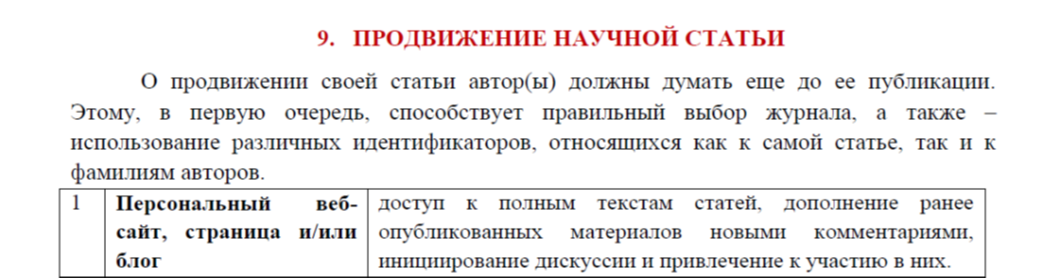 9. ПРОДВИЖЕНИЕ НАУЧНОЙ СТАТЬИ
О продвижении своей статьи автор(ы) должны думать еще до ее публикации.
Этому, в первую очередь, способствует правильный выбор журнала, а также –
использование различных идентификаторов, относящихся как к самой статье, так и к
фамилиям авторов.
1 Персональный веб- доступ к полным текстам статей, дополнение ранее
сайт, страница и/или опубликованных материалов новыми комментариями,
блог инициирование дискуссии и привлечение к участию в них.